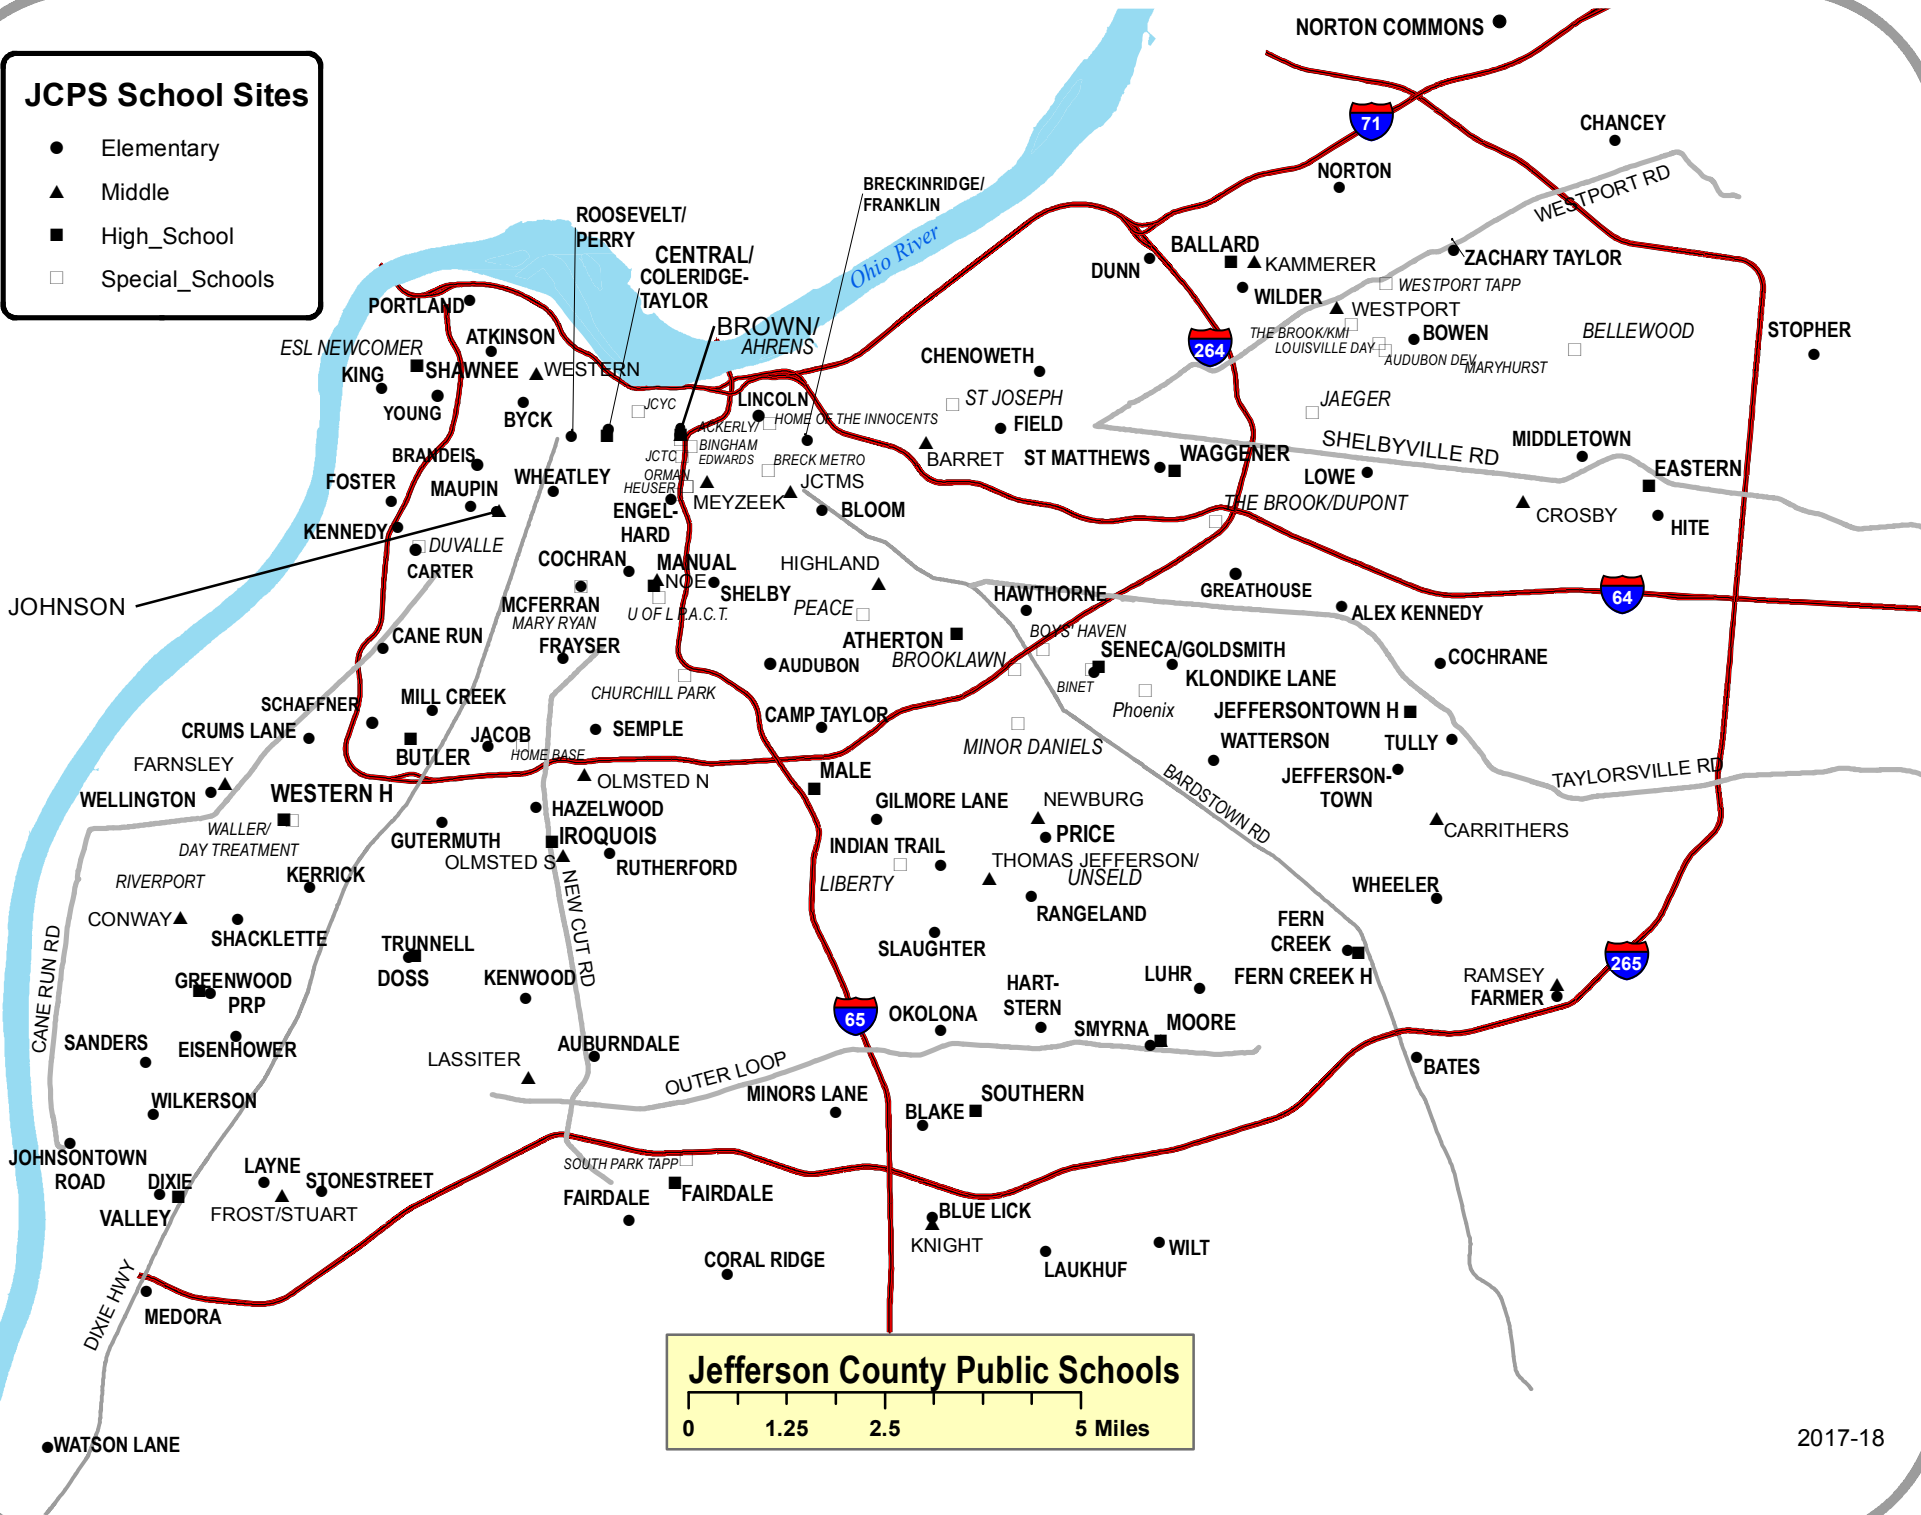 NORTON COMMONS
JCPS School Sites
Elementary
Middle
High_School
Special_Schools
71
CHANCEY
NORTON
WESTPORT RD
BRECKINRIDGE/
FRANKLIN
ROOSEVELT/
PERRY
CENTRAL/
COLERIDGE-
TAYLOR
Ohio River
BALLARD
KAMMERER
DUNN
ZACHARY TAYLOR
WESTPORT TAPP
WILDER
WESTPORT
PORTLAND
BROWN/
AHRENS
ATKINSON
ESL NEWCOMER
THE BROOK/KMI
LOUISVILLE DAY
BOWEN
BELLEWOOD
STOPHER
264
AUDUBON DEV
MARYHURST
CHENOWETH
KING
SHAWNEE
WESTERN
YOUNG
BYCK
JCYC
LINCOLN
HOME OF THE INNOCENTS
ST JOSEPH
FIELD
JAEGER
ACKERLY/
BINGHAM
EDWARDS
SHELBYVILLE RD
MIDDLETOWN
BRANDEIS
WHEATLEY
JCTC
ORMAN
HEUSER
BRECK METRO
BARRET
ST MATTHEWS
WAGGENER
LOWE
EASTERN
FOSTER
MAUPIN
MEYZEEK
JCTMS
BLOOM
THE BROOK/DUPONT
CROSBY
HITE
ENGEL-
HARD
KENNEDY
DUVALLE
CARTER
COCHRAN
MANUAL
NOE
SHELBY
HIGHLAND
HAWTHORNE
GREATHOUSE
ALEX KENNEDY
64
JOHNSON
MCFERRAN
MARY RYAN
U OF L P.A.C.T.
PEACE
CANE RUN
FRAYSER
ATHERTON
BOYS' HAVEN
BROOKLAWN
SENECA/GOLDSMITH
COCHRANE
AUDUBON
BINET
KLONDIKE LANE
CHURCHILL PARK
Phoenix
SCHAFFNER
MILL CREEK
CRUMS LANE
JACOB
SEMPLE
CAMP TAYLOR
JEFFERSONTOWN H
BUTLER
HOME BASE
MINOR DANIELS
WATTERSON
TULLY
FARNSLEY
OLMSTED N
MALE
BARDSTOWN RD
JEFFERSON-
TOWN
TAYLORSVILLE RD
WELLINGTON
WESTERN H
HAZELWOOD
GILMORE LANE
NEWBURG
WALLER/
DAY TREATMENT
GUTERMUTH
IROQUOIS
PRICE
CARRITHERS
OLMSTED S
RUTHERFORD
INDIAN TRAIL
THOMAS JEFFERSON/
UNSELD
RIVERPORT
KERRICK
LIBERTY
WHEELER
CONWAY
RANGELAND
SHACKLETTE
NEW CUT RD
FERN
CREEK
CANE RUN RD
TRUNNELL
DOSS
SLAUGHTER
FERN CREEK H
265
GREENWOOD
PRP
KENWOOD
HART-
STERN
LUHR
RAMSEY
FARMER
65
OKOLONA
SMYRNA
MOORE
SANDERS
EISENHOWER
LASSITER
AUBURNDALE
OUTER LOOP
BATES
WILKERSON
MINORS LANE
BLAKE
SOUTHERN
JOHNSONTOWN
ROAD
DIXIE
LAYNE
STONESTREET
SOUTH PARK TAPP
VALLEY
FROST/STUART
FAIRDALE
FAIRDALE
BLUE LICK
KNIGHT
WILT
CORAL RIDGE
LAUKHUF
DIXIE HWY
MEDORA
Jefferson County Public Schools
0 1.25 2.5 5 Miles
WATSON LANE
2017-18